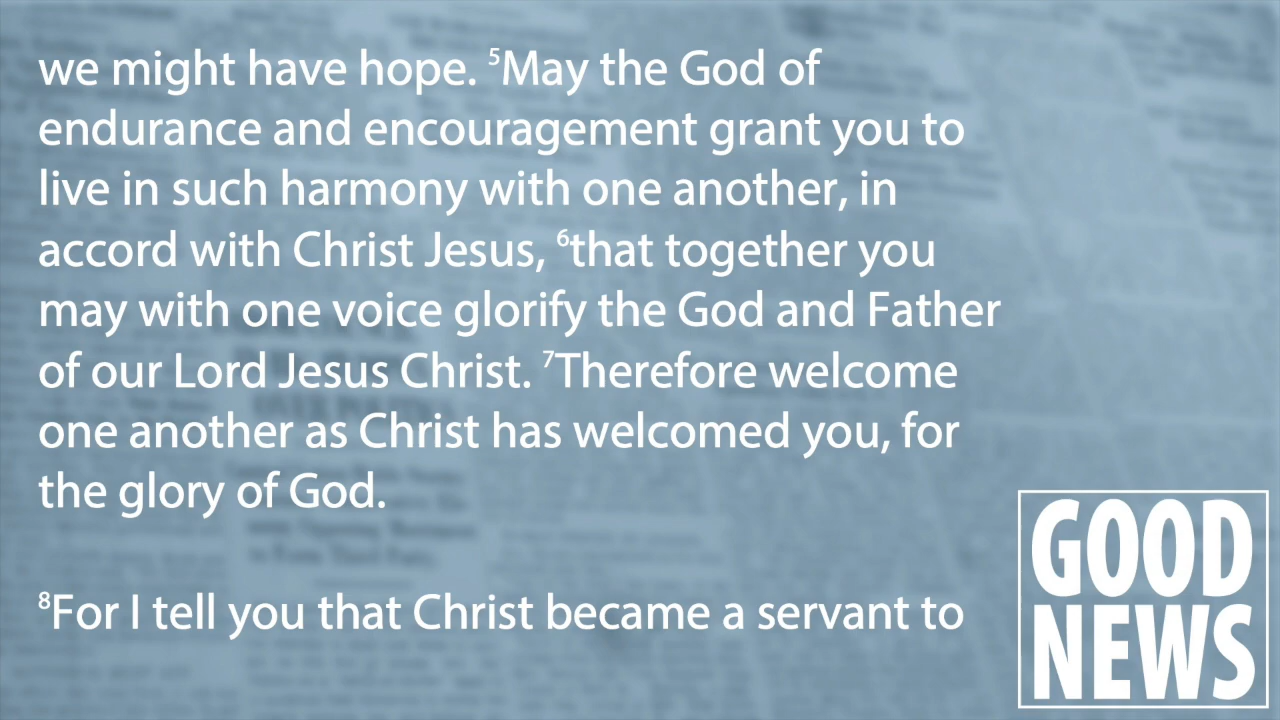 we might have hope. ⁵May the God of
endurance and encouragement grant you to
live in such harmony with one another, in
accord with Christ Jesus, ⁶that together you
may with one voice glorify the God and Father
of our Lord Jesus Christ. ⁷Therefore welcome
one another as Christ has welcomed you, for
the glory of God.
⁸For I tell you that Christ became a servant to
GOOD
NEWS